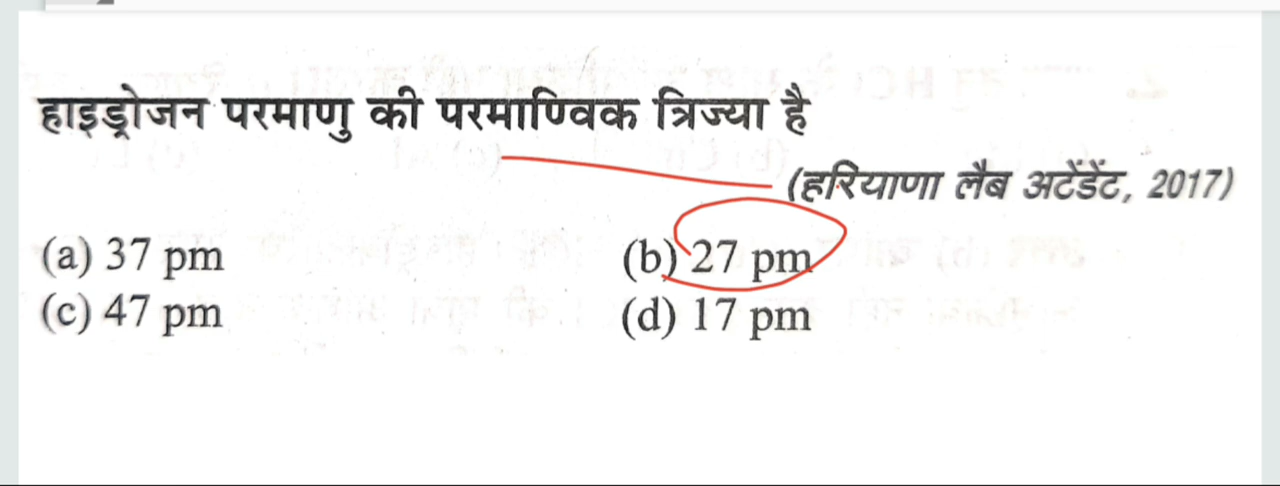 हाइड्रोजन परमाणु की परमाण्विक त्रिज्या है
(हरियाणा लैब अटेंडेंट, 2017)
(a) 37 pm (b) 27 pm
(c) 47 pm (d) 17 pm